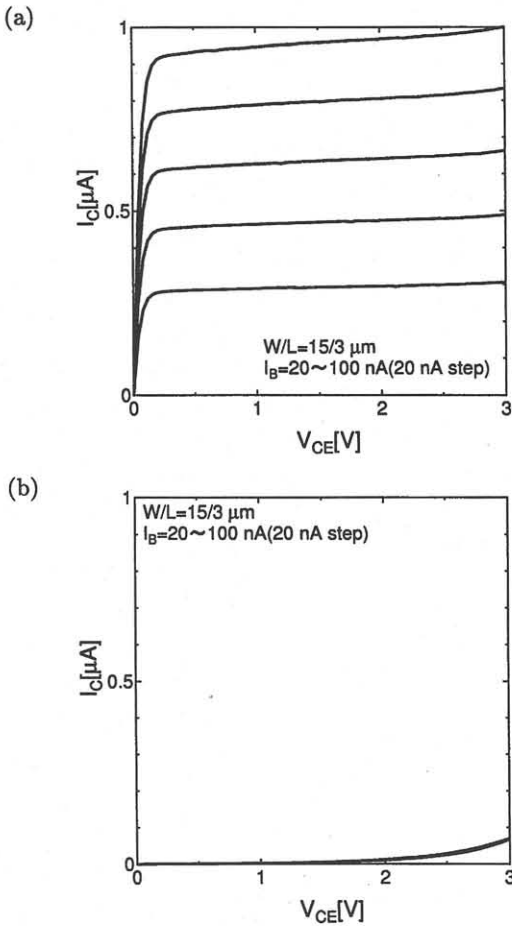 (a)
1
I_C[μA]
0.5
W/L=15/3 μm
I_B=20~100 nA(20 nA step)
0
0 1 2 3
V_CE[V]
(b)
1
W/L=15/3 μm
I_B=20~100 nA(20 nA step)
I_C[μA]
0.5
0
0 1 2 3
V_CE[V]